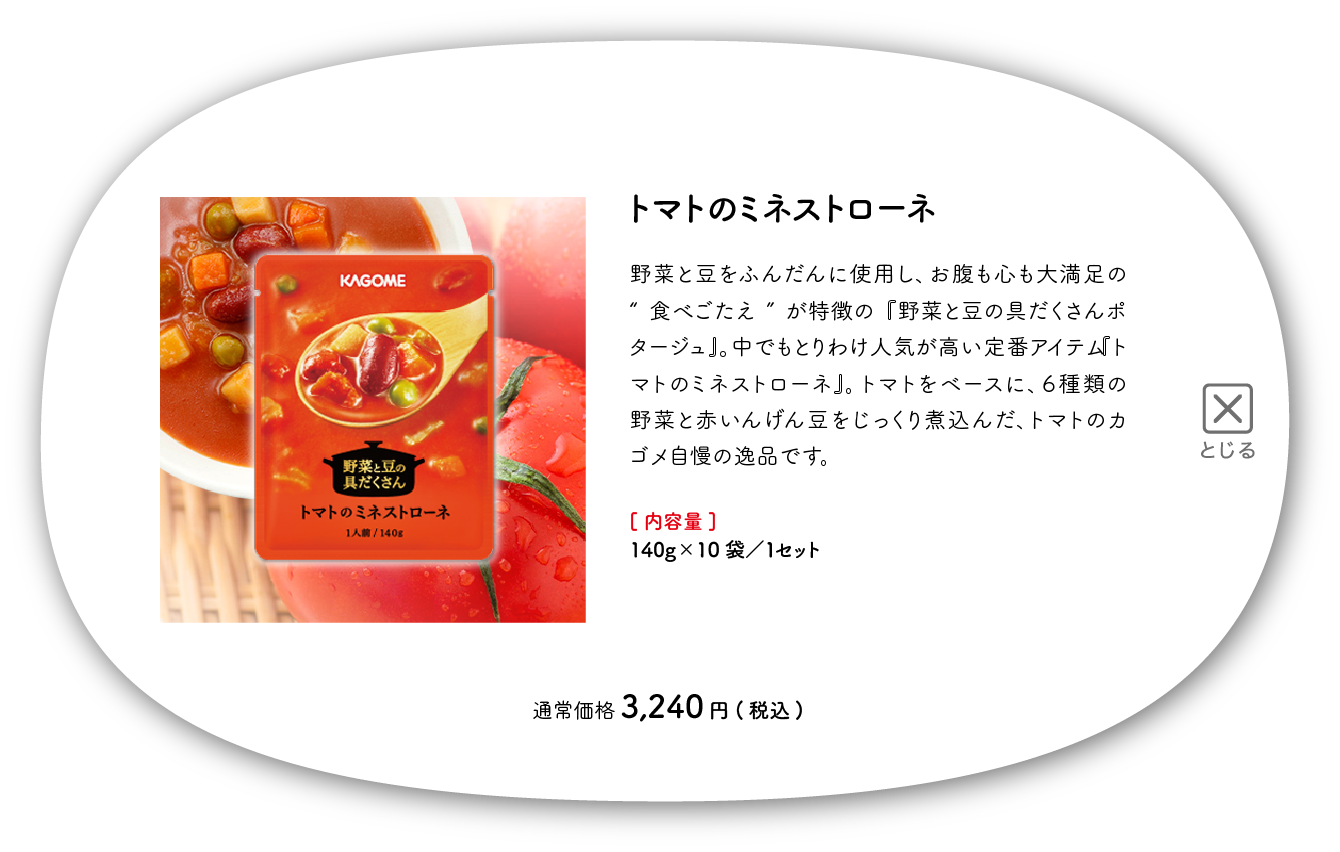 トマトのミネストローネ
野菜と豆をふんだんに使用し、お腹も心も大満足の
“ 食べごたえ ” が特徴の『野菜と豆の具だくさんポ
タージュ』。中でもとりわけ人気が高い定番アイテム『ト
マトのミネストローネ』。トマトをベースに、6種類の
野菜と赤いんげん豆をじっくり煮込んだ、トマトのカ
ゴメ自慢の逸品です。
[ 内容量 ]
140g×10 袋／1セット
KAGOME
野菜と豆の
具だくさん
トマトのミネストローネ
1人前 / 140g
とじる
通常価格 3,240 円 ( 税込 )